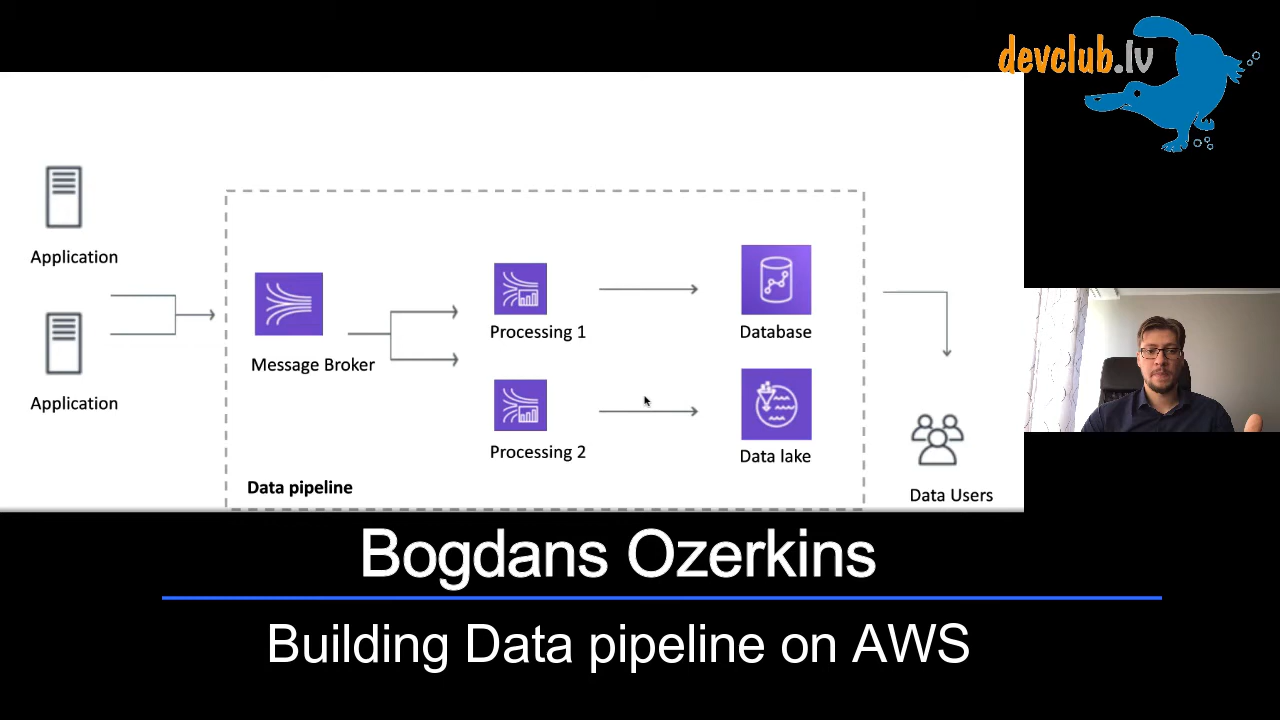 devclub.lv
Application
Application
Message Broker
Processing 1
Processing 2
Database
Data lake
Data pipeline
Data Users
Bogdans Ozerkins
Building Data pipeline on AWS